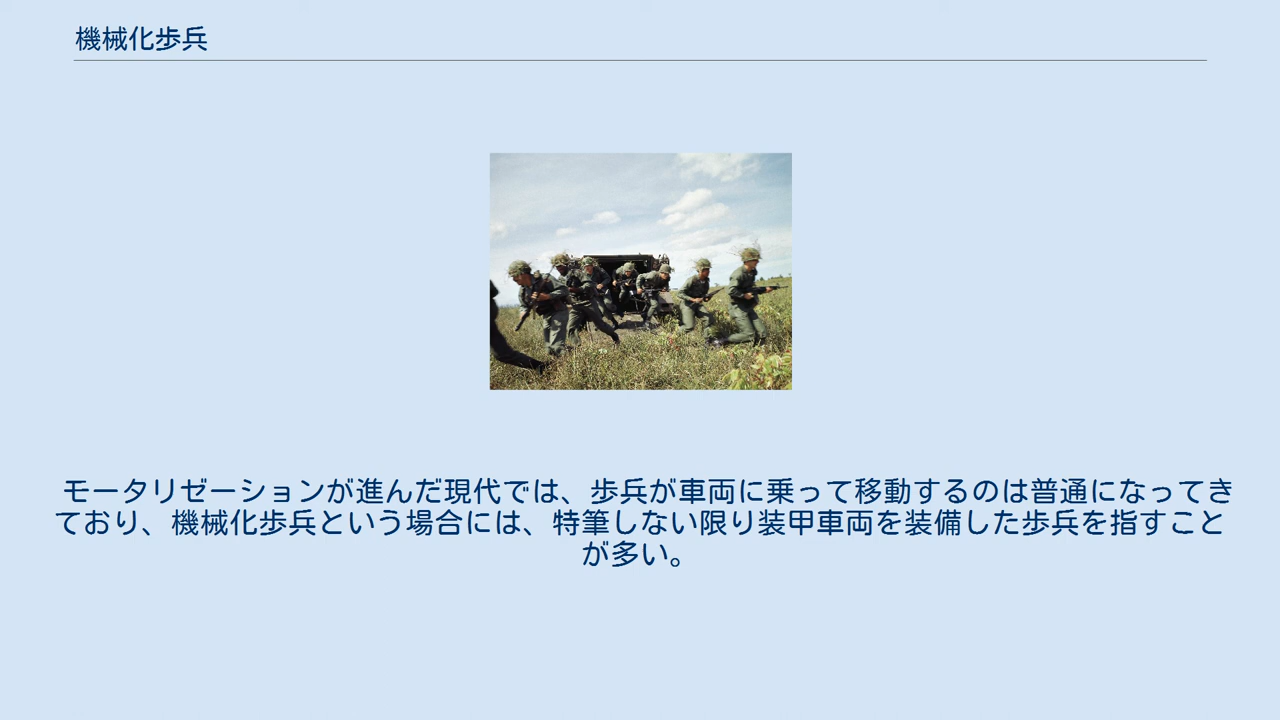 機械化歩兵
モータリゼーションが進んだ現代では、歩兵が車両に乗って移動するのは普通になってき
ており、機械化歩兵という場合には、特筆しない限り装甲車両を装備した歩兵を指すこと
が多い。